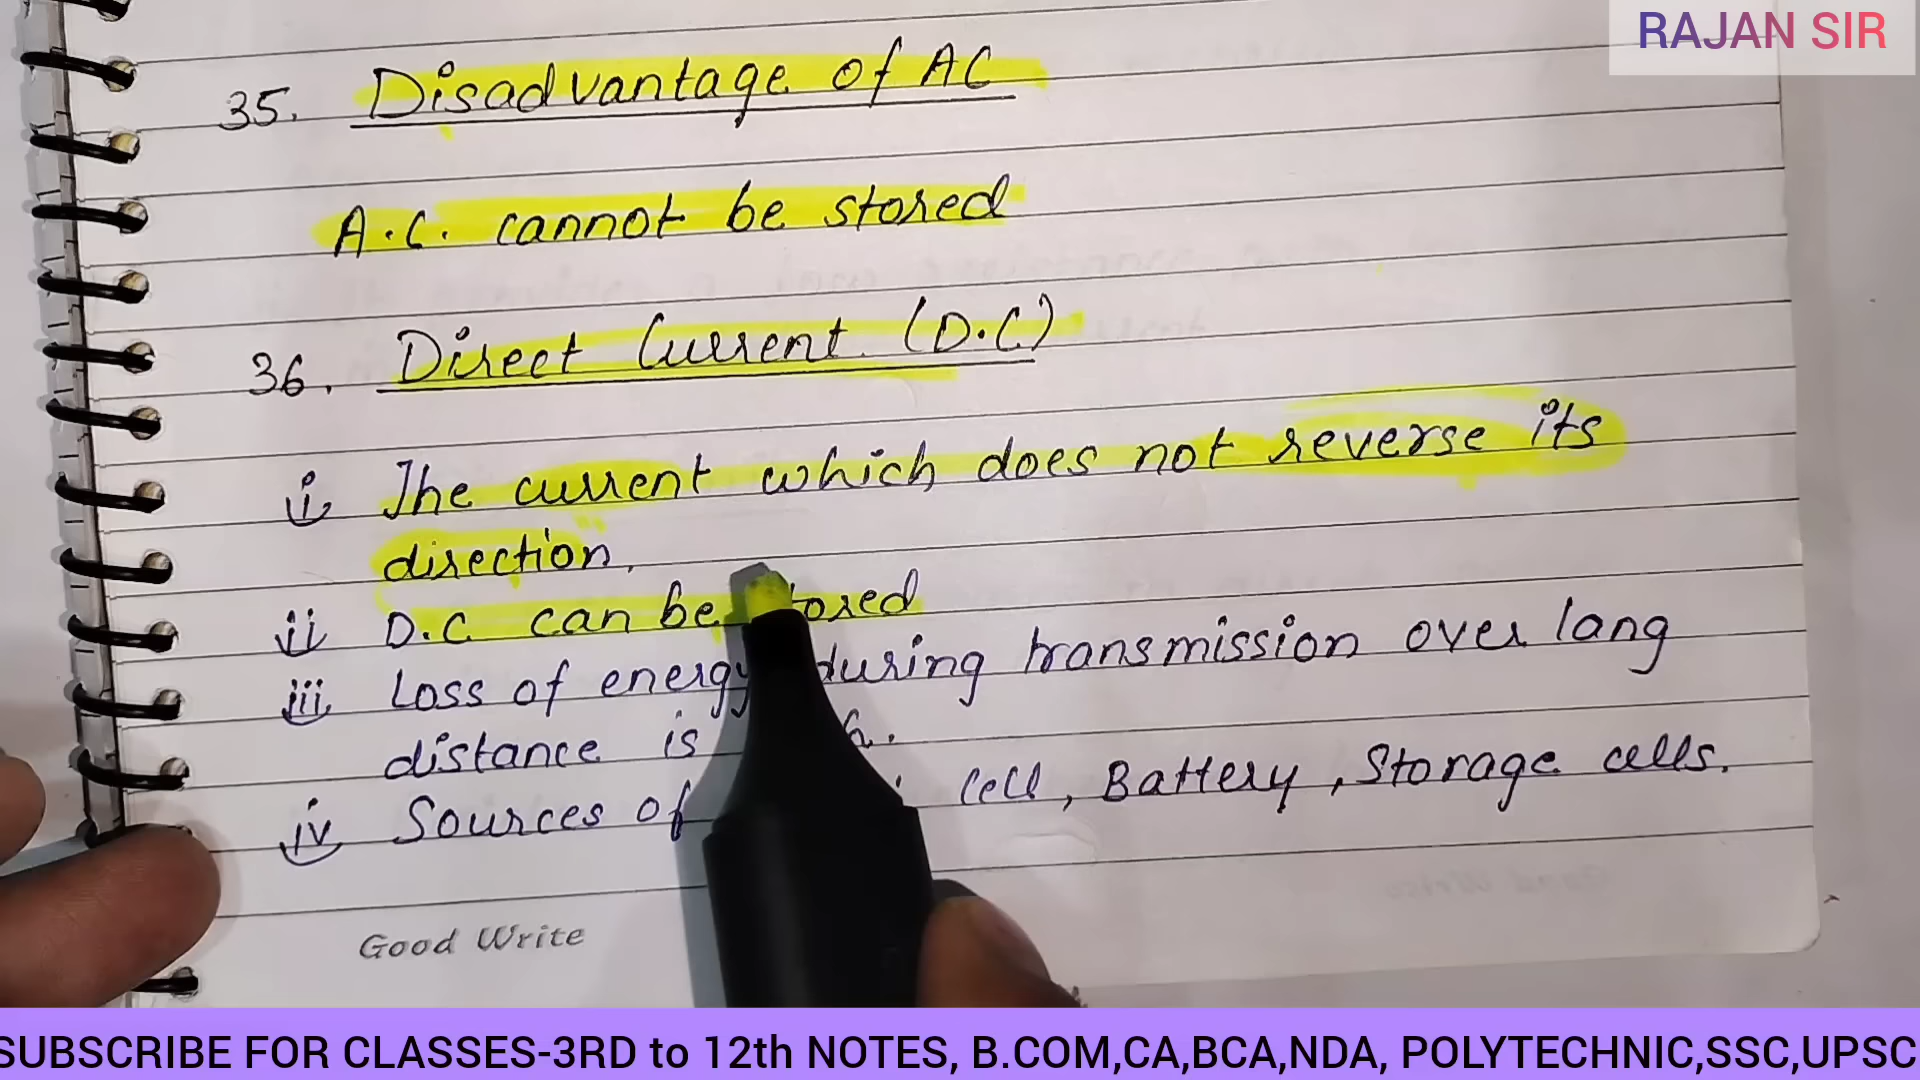 RAJAN SIR
35. Disadvantage of AC
A.C. cannot be stored
36. Direct Current (D.C)
i The current which does not reverse its
direction.
ii D.C can be
iii Loss of energy during transmission over lang
distance is
iv Sources of cell, Battery, Storage cells.
Good Write
SUBSCRIBE FOR CLASSES-3RD to 12th NOTES, B.COM,CA,BCA,NDA, POLYTECHNIC,SSC,UPSC